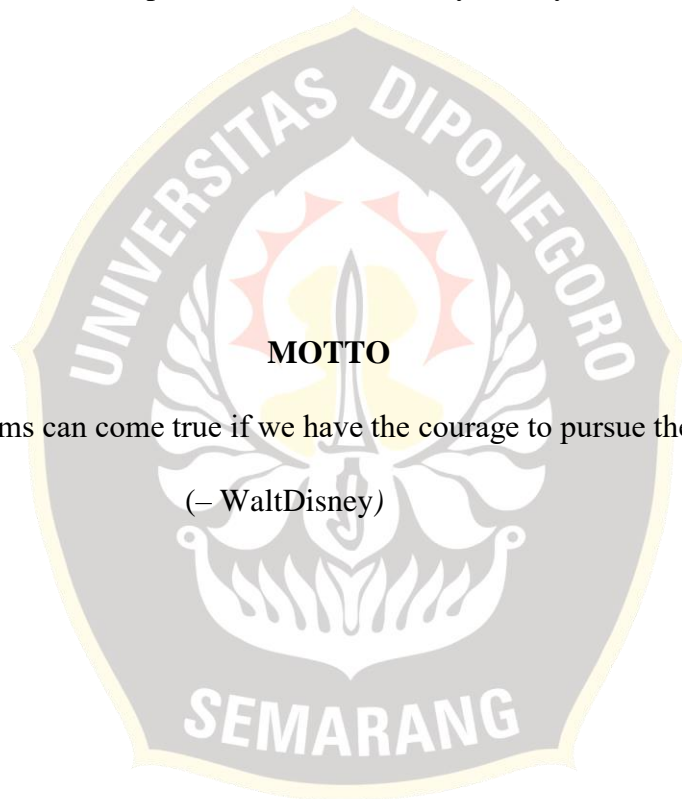 UNIVERSITAS DIPONEGORO
MOTTO
can come true if we have the courage to pursue
(– WaltDisney)
SEMARANG